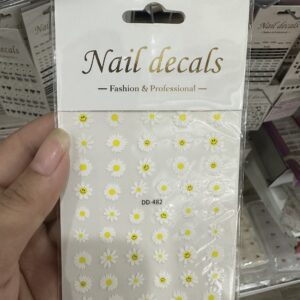 Nail decals
— Fashion & Professional —
DD-482